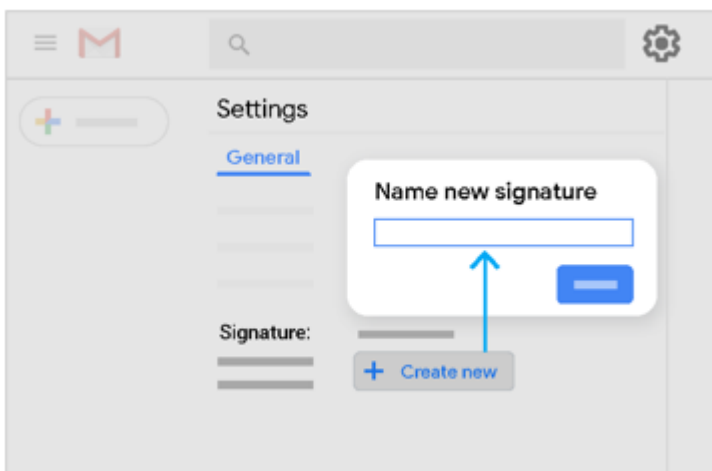 Settings
General
Name new signature
Signature:
+ Create new